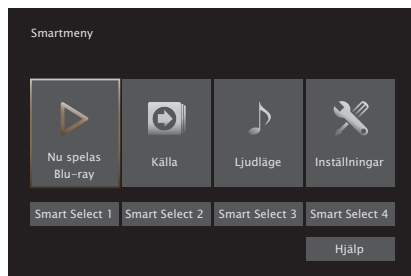 Smartmeny
Nu spelas
Blu-ray
Källa
Ljudläge
Inställningar
Smart Select 1
Smart Select 2
Smart Select 3
Smart Select 4
Hjälp